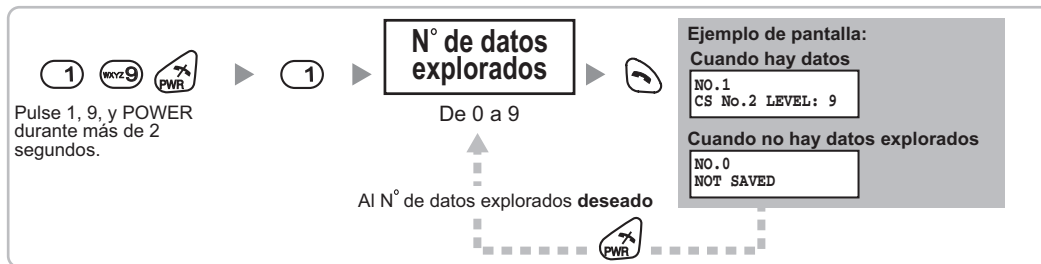 1) wxyz9 PWR
Pulse 1, 9, y POWER
durante más de 2
segundos.
1)
N° de datos
explorados
De 0 a 9
Ejemplo de pantalla:
Cuando hay datos
NO.1
CS No.2 LEVEL: 9
Cuando no hay datos explorados
NO.0
NOT SAVED
Al N° de datos explorados deseado
PWR